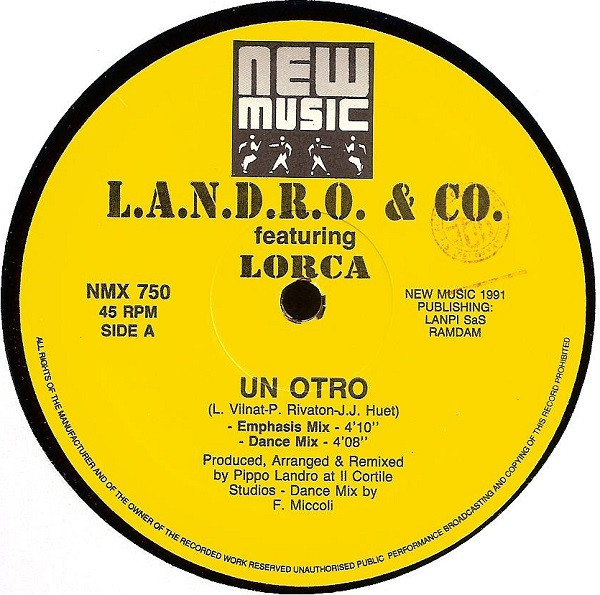 NEW
MUSIC
L.A.N.D.R.O. & CO.
featuring
LORCA
NMX 750
45 RPM
SIDE A
NEW MUSIC 1991
PUBLISHING:
LANPI SaS
RAMDAM
UN OTRO
(L. Vilnat-P. Rivaton-J.J. Huet)
- Emphasis Mix - 4'10"
- Dance Mix - 4'08"
Produced, Arranged & Remixed
by Pippo Landro at Il Cortile
Studios - Dance Mix by
F. Miccoli
ALL RIGHTS OF THE MANUFACTURER AND OF THE OWNER OF THE RECORDED WORK RESERVED UNAUTHORISED PUBLIC PERFORMANCE BROADCASTING AND COPYING OF THIS RECORD PROHIBITED